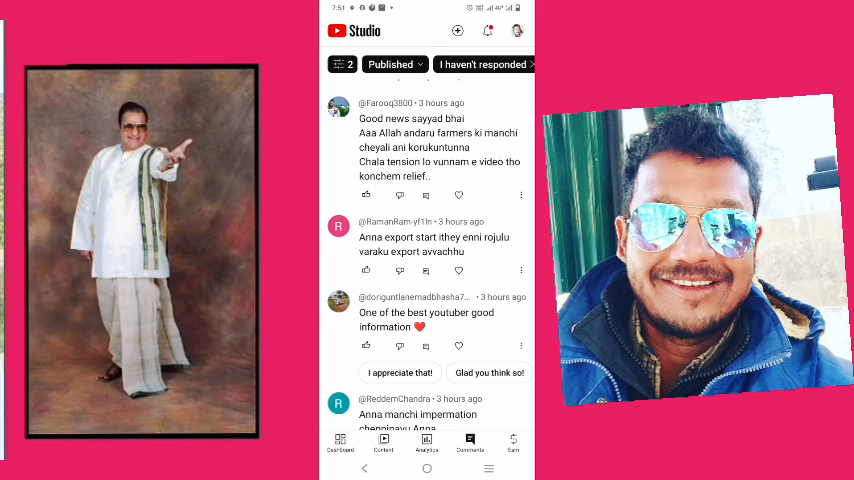 7:51
4G+
Studio
2
Published
I haven't responded
@Farooq3800 • 3 hours ago
Good news sayyad bhai
Aaa Allah andaru farmers ki manchi
cheyali ani korukuntunna
Chala tension lo vunnam e video tho
konchem relief..
R
@RamanRam-yf1ln • 3 hours ago
Anna export start ithey enni rojulu
varaku export avvachhu
@doriguntlanemadbhasha7... • 3 hours ago
One of the best youtuber good
information ❤️
I appreciate that!
Glad you think so!
R
@ReddemChandra • 3 hours ago
Anna manchi impermation
cheppinavu Anna
Dashboard
Content
Analytics
Comments
Earn